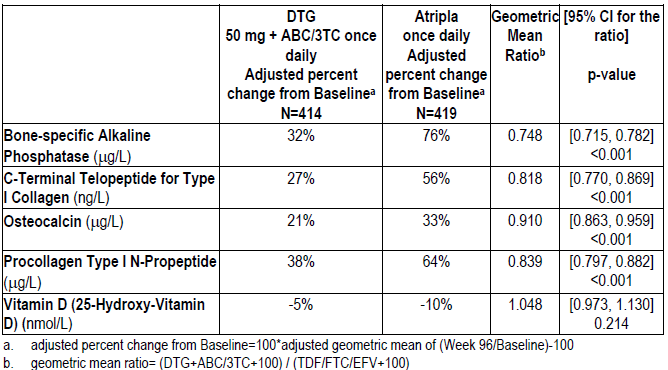 DTG
50 mg + ABC/3TC once
daily
Adjusted percent
change from Baselineᵃ
N=414
Atripla
once daily
Adjusted
percent change
from Baselineᵃ
N=419
Geometric
Mean
Ratioᵇ
[95% CI for the
ratio]
p-value
Bone-specific Alkaline
Phosphatase (μg/L)
32%
76%
0.748
[0.715, 0.782]
<0.001
C-Terminal Telopeptide for Type
I Collagen (ng/L)
27%
56%
0.818
[0.770, 0.869]
<0.001
Osteocalcin (μg/L)
21%
33%
0.910
[0.863, 0.959]
<0.001
Procollagen Type I N-Propeptide
(μg/L)
38%
64%
0.839
[0.797, 0.882]
<0.001
Vitamin D (25-Hydroxy-Vitamin
D) (nmol/L)
-5%
-10%
1.048
[0.973, 1.130]
0.214
a. adjusted percent change from Baseline=100*adjusted geometric mean of (Week 96/Baseline)-100
b. geometric mean ratio= (DTG+ABC/3TC+100) / (TDF/FTC/EFV+100)